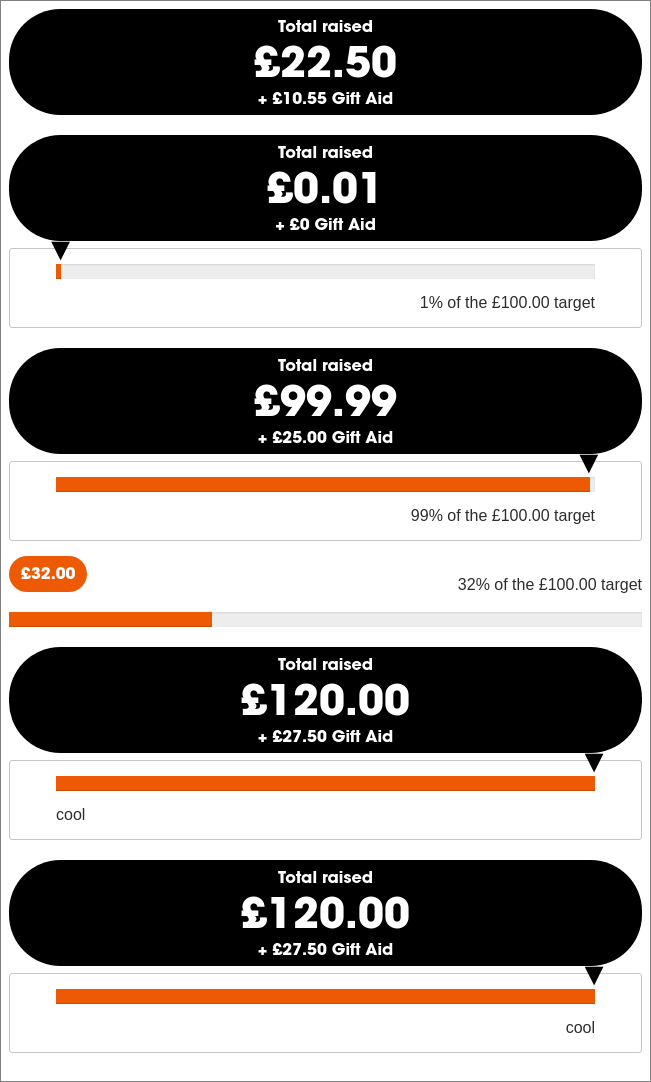 Total raised
£22.50
+ £10.55 Gift Aid
Total raised
£0.01
+ £0 Gift Aid
1% of the £100.00 target
Total raised
£99.99
+ £25.00 Gift Aid
99% of the £100.00 target
£32.00
32% of the £100.00 target
Total raised
£120.00
+ £27.50 Gift Aid
cool
Total raised
£120.00
+ £27.50 Gift Aid
cool